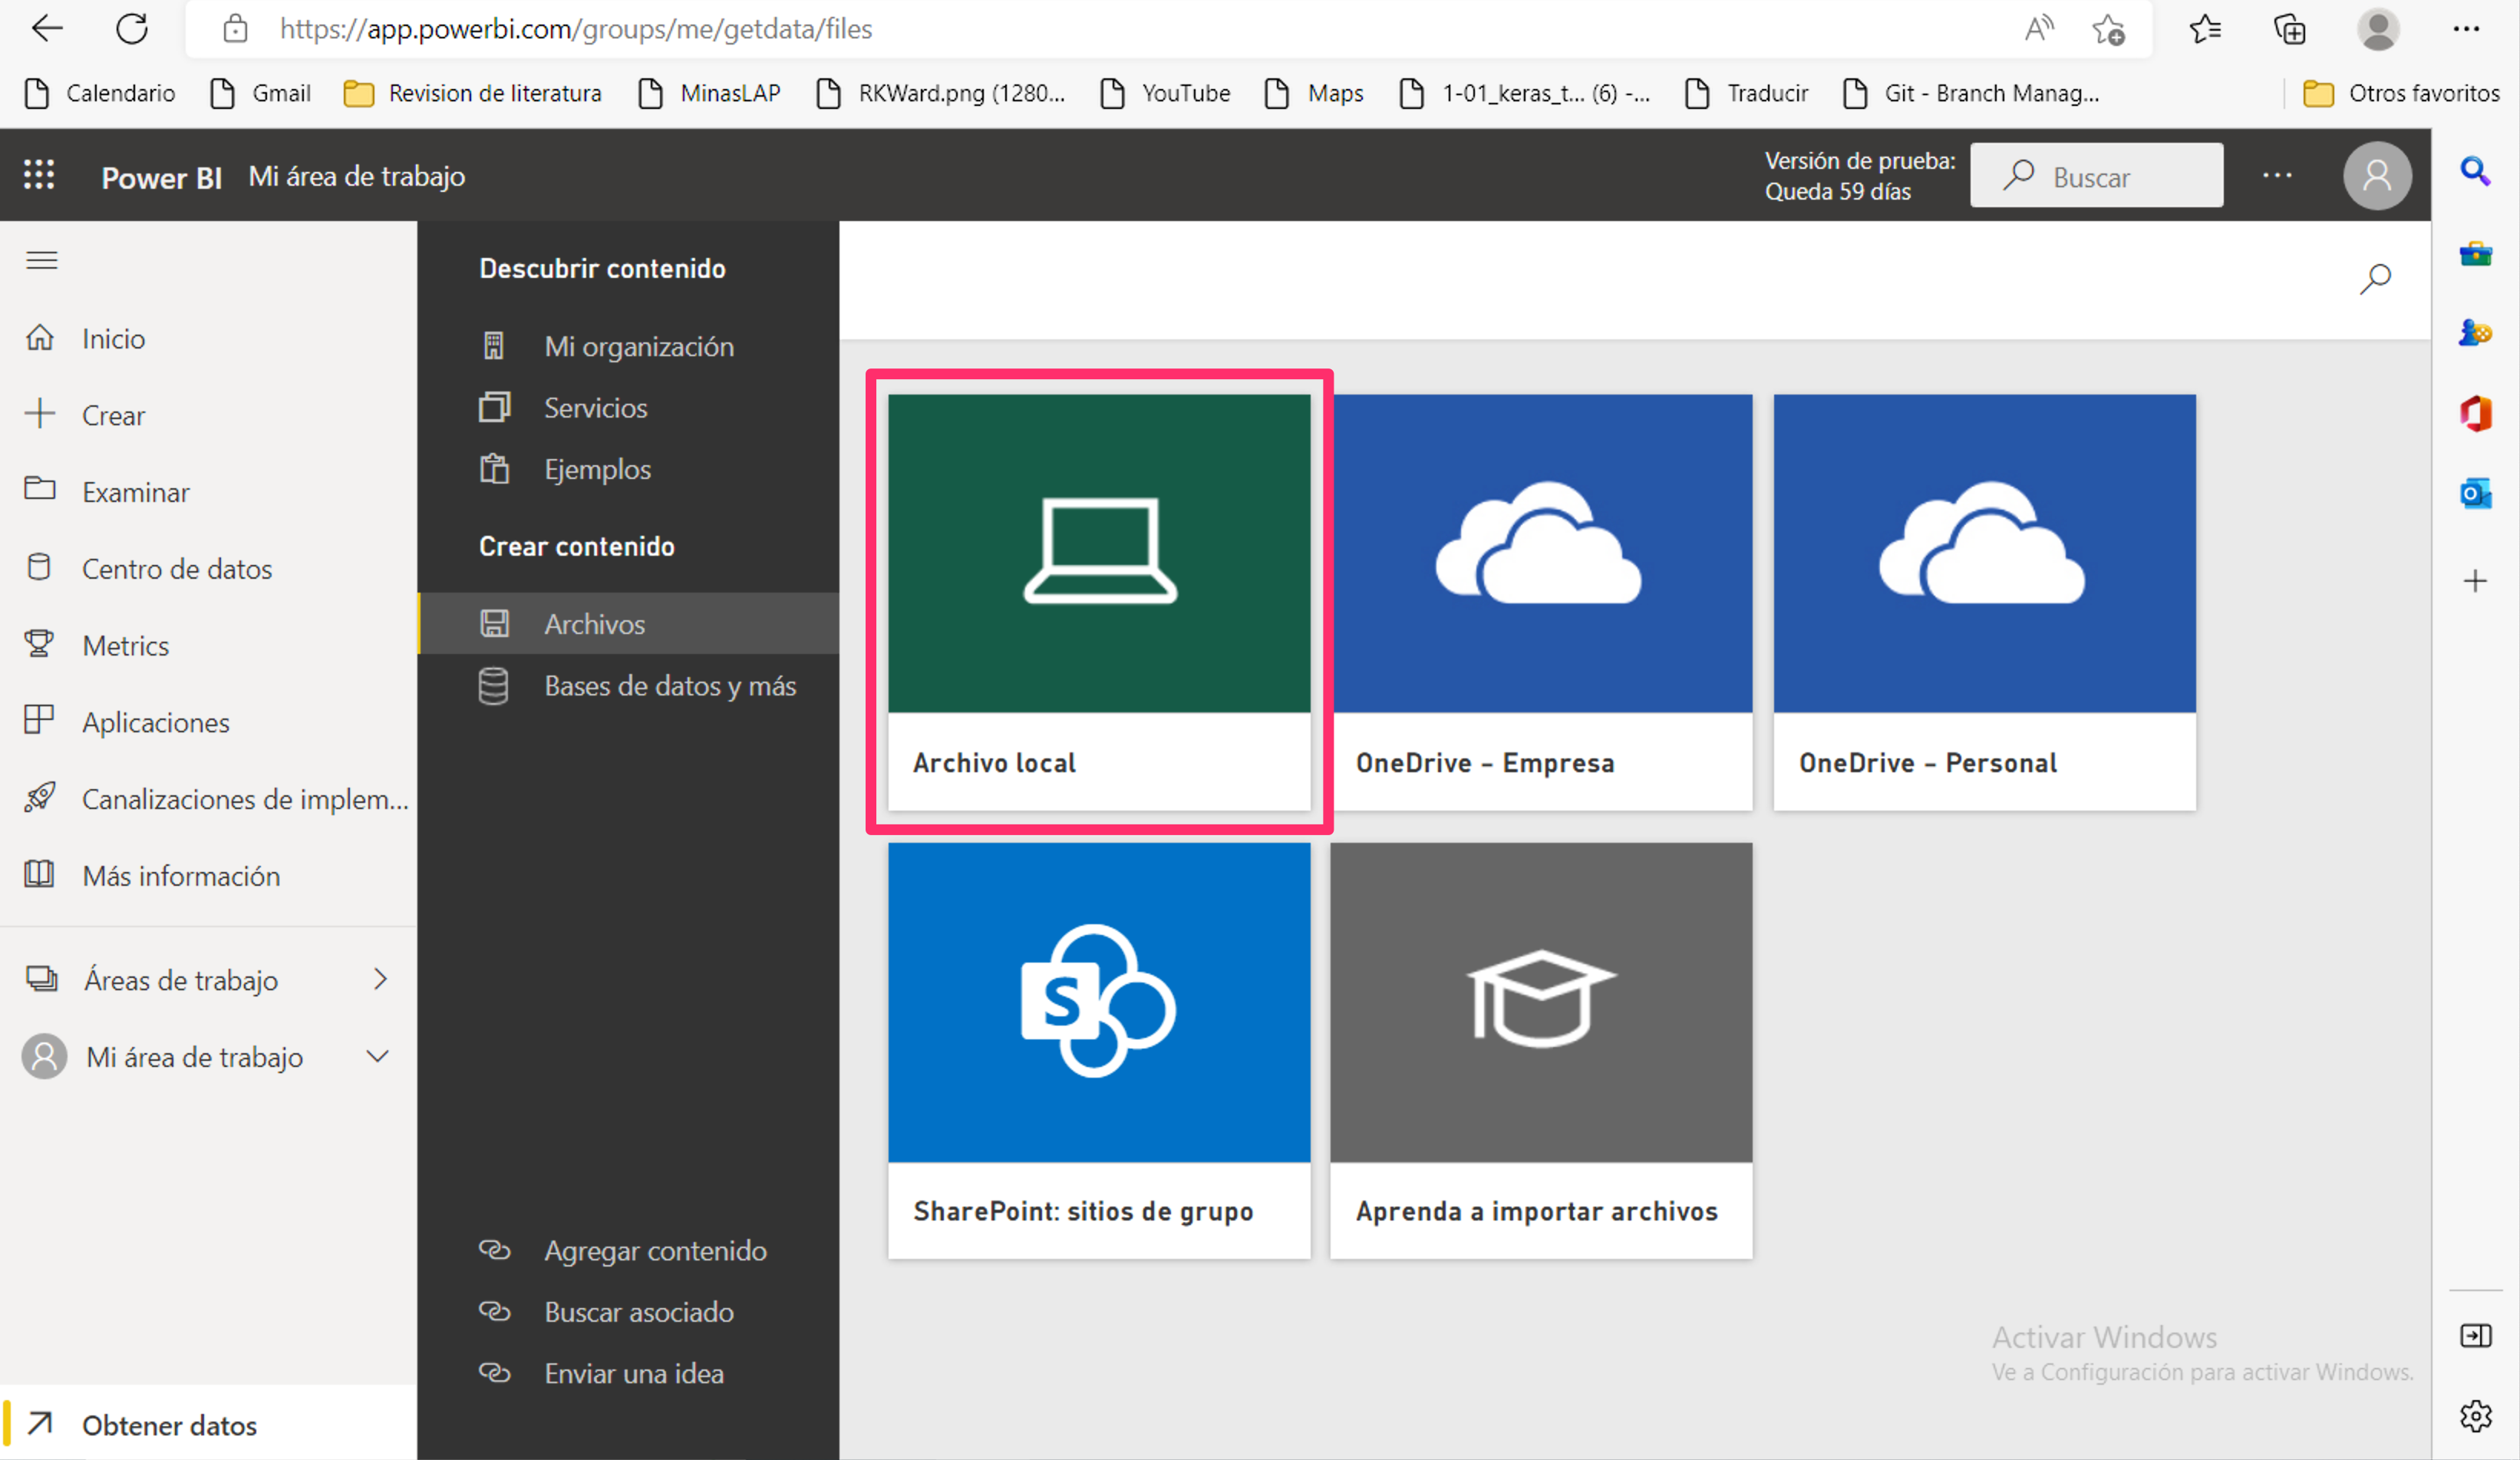 https://app.powerbi.com/groups/me/getdata/files
Calendario
Gmail
Revision de literatura
MinasLAP
RKWard.png (1280...
YouTube
Maps
1-01_keras_t... (6) -...
Traducir
Git - Branch Manag...
Otros favoritos
Power BI
Mi área de trabajo
Versión de prueba:
Queda 59 días
Buscar
Inicio
Crear
Examinar
Centro de datos
Metrics
Aplicaciones
Canalizaciones de implem...
Más información
Áreas de trabajo
Mi área de trabajo
Obtener datos
Descubrir contenido
Mi organización
Servicios
Ejemplos
Crear contenido
Archivos
Bases de datos y más
Agregar contenido
Buscar asociado
Enviar una idea
Archivo local
OneDrive – Empresa
OneDrive – Personal
SharePoint: sitios de grupo
Aprenda a importar archivos
Activar Windows
Ve a Configuración para activar Windows.